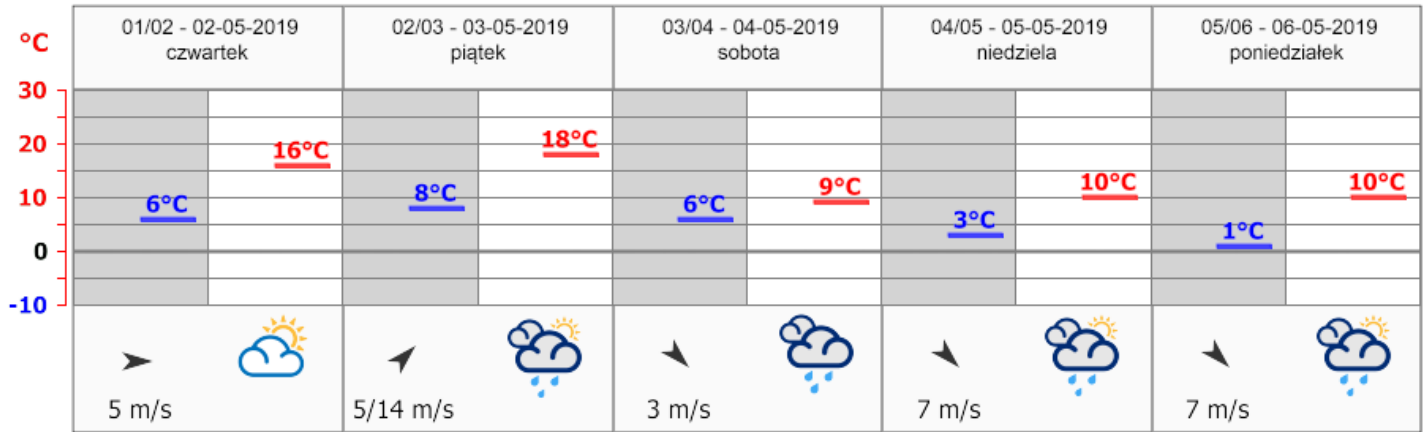 °C
01/02 - 02-05-2019
czwartek
02/03 - 03-05-2019
piątek
03/04 - 04-05-2019
sobota
04/05 - 05-05-2019
niedziela
05/06 - 06-05-2019
poniedziałek
30
20
10
0
-10
6°C
16°C
8°C
18°C
6°C
9°C
3°C
10°C
1°C
10°C
5 m/s
5/14 m/s
3 m/s
7 m/s
7 m/s